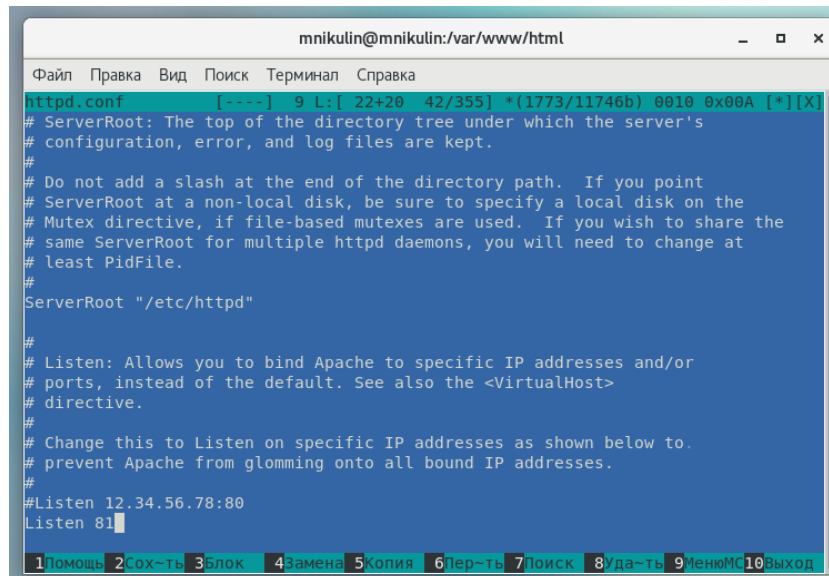 mnikulin@mnikulin:/var/www/html
Файл Правка Вид Поиск Терминал Справка
httpd.conf [----] 9 L:[ 22+20 42/355] *(1773/11746b) 0010 0x00A [*][X]
# ServerRoot: The top of the directory tree under which the server's
# configuration, error, and log files are kept.
#
# Do not add a slash at the end of the directory path.  If you point
# ServerRoot at a non-local disk, be sure to specify a local disk on the
# Mutex directive, if file-based mutexes are used.  If you wish to share the
# same ServerRoot for multiple httpd daemons, you will need to change at
# least PidFile.
#
ServerRoot "/etc/httpd"
#
# Listen: Allows you to bind Apache to specific IP addresses and/or
# ports, instead of the default. See also the <VirtualHost>
# directive.
#
# Change this to Listen on specific IP addresses as shown below to.
# prevent Apache from glomming onto all bound IP addresses.
#
#Listen 12.34.56.78:80
Listen 81
1Помощь 2Сох~ть 3Блок 4Замена 5Копия 6Пер~ть 7Поиск 8Уда~ть 9МенюMC 10Выход